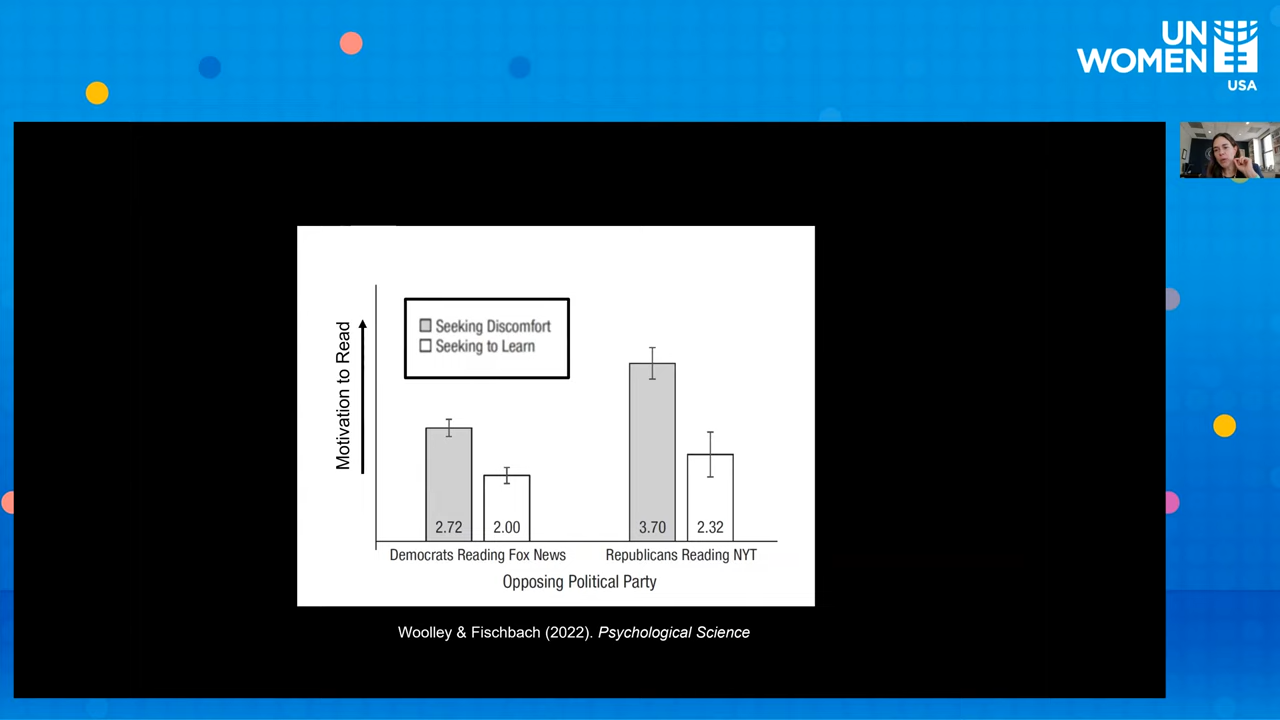 UN
WOMEN
USA
Motivation to Read
Seeking Discomfort
Seeking to Learn
2.72
2.00
3.70
2.32
Democrats Reading Fox News
Republicans Reading NYT
Opposing Political Party
Woolley & Fischbach (2022). Psychological Science